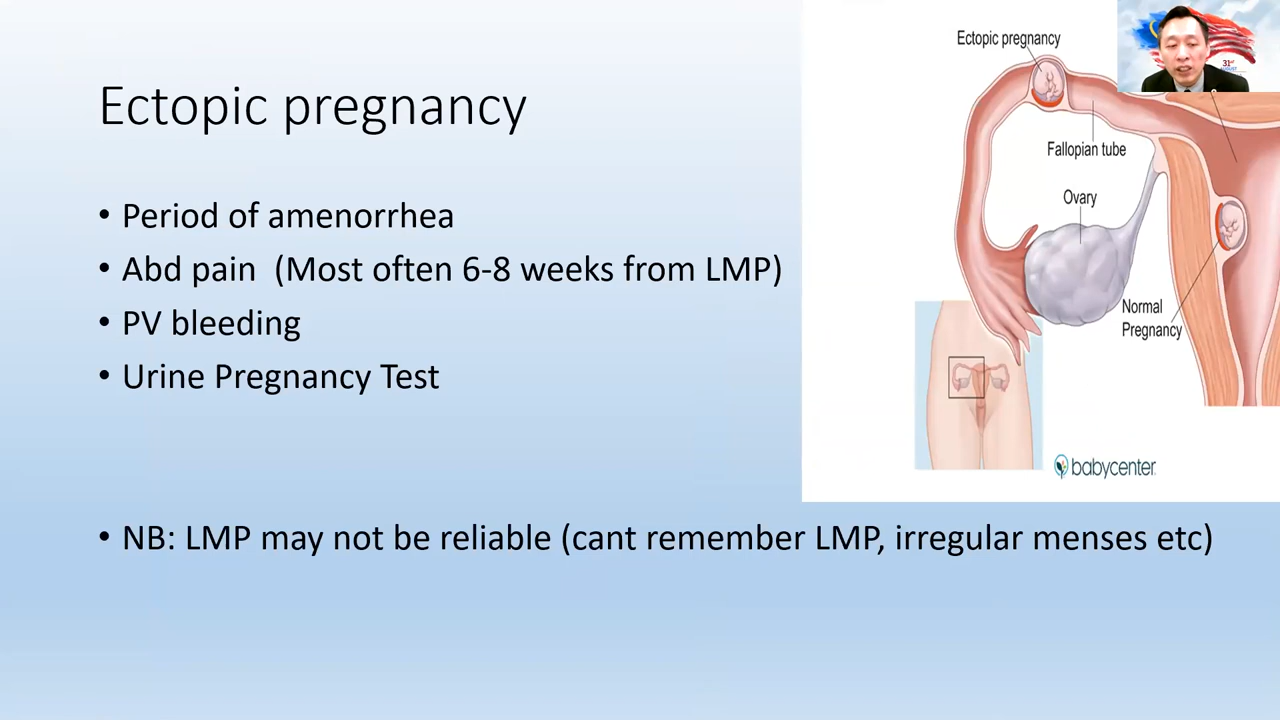 Ectopic pregnancy
• Period of amenorrhea
• Abd pain (Most often 6-8 weeks from LMP)
• PV bleeding
• Urine Pregnancy Test
• NB: LMP may not be reliable (cant remember LMP, irregular menses etc)
Ectopic pregnancy
Fallopian tube
Ovary
Normal
Pregnancy
babycenter
31